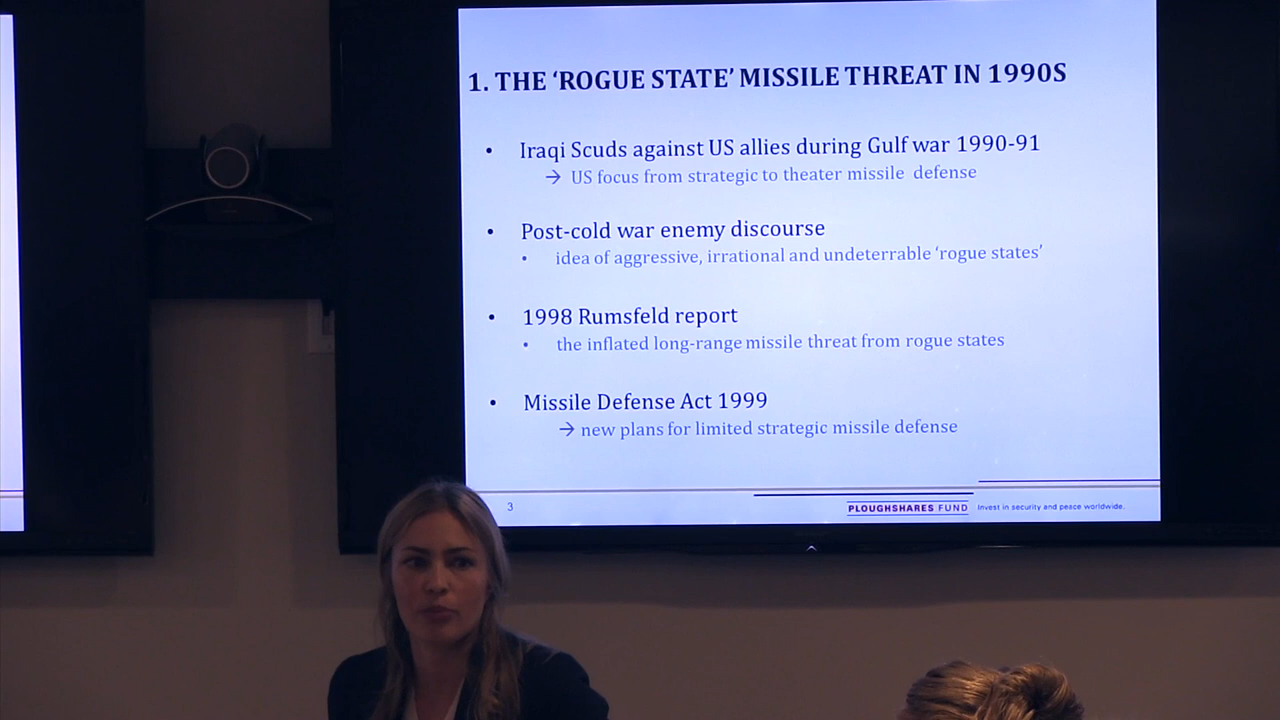 1. THE ‘ROGUE STATE’ MISSILE THREAT IN 1990S
• Iraqi Scuds against US allies during Gulf war 1990-91
→ US focus from strategic to theater missile defense
• Post-cold war enemy discourse
• idea of aggressive, irrational and undeterrable ‘rogue states’
• 1998 Rumsfeld report
• the inflated long-range missile threat from rogue states
• Missile Defense Act 1999
→ new plans for limited strategic missile defense
3
PLOUGHSHARES FUND Invest in security and peace worldwide.